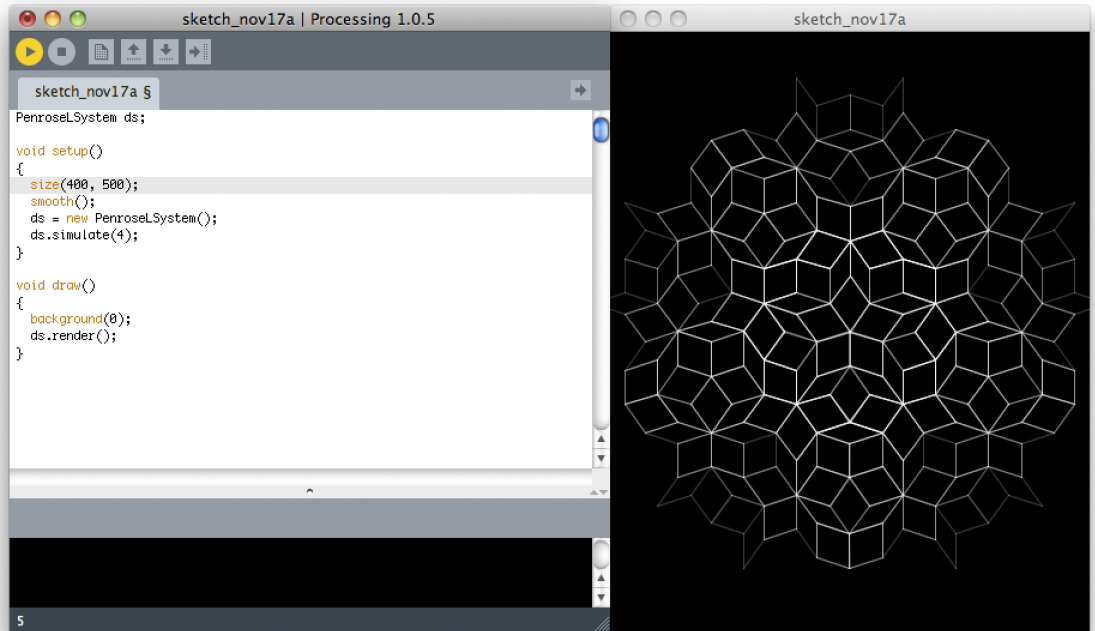 sketch_nov17a | Processing 1.0.5
sketch_nov17a
sketch_nov17a §
PenroseLSystem ds;
void setup()
{
  size(400, 500);
  smooth();
  ds = new PenroseLSystem();
  ds.simulate(4);
}
void draw()
{
  background(0);
  ds.render();
}
5